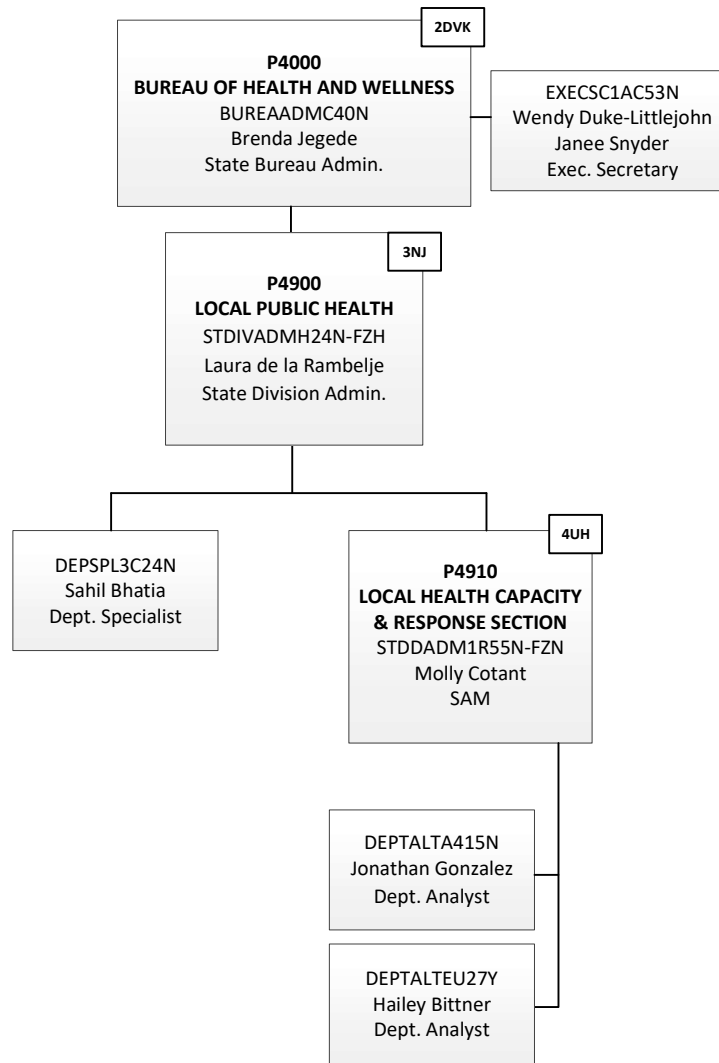 2DVK
P4000
BUREAU OF HEALTH AND WELLNESS
BUREAADMC40N
Brenda Jegede
State Bureau Admin.
EXECSC1AC53N
Wendy Duke-Littlejohn
Janee Snyder
Exec. Secretary
3NJ
P4900
LOCAL PUBLIC HEALTH
STDIVADMH24N-FZH
Laura de la Rambelje
State Division Admin.
DEPSPL3C24N
Sahil Bhatia
Dept. Specialist
4UH
P4910
LOCAL HEALTH CAPACITY
& RESPONSE SECTION
STDDADM1R55N-FZN
Molly Cotant
SAM
DEPTALTA415N
Jonathan Gonzalez
Dept. Analyst
DEPTALTEU27Y
Hailey Bittner
Dept. Analyst